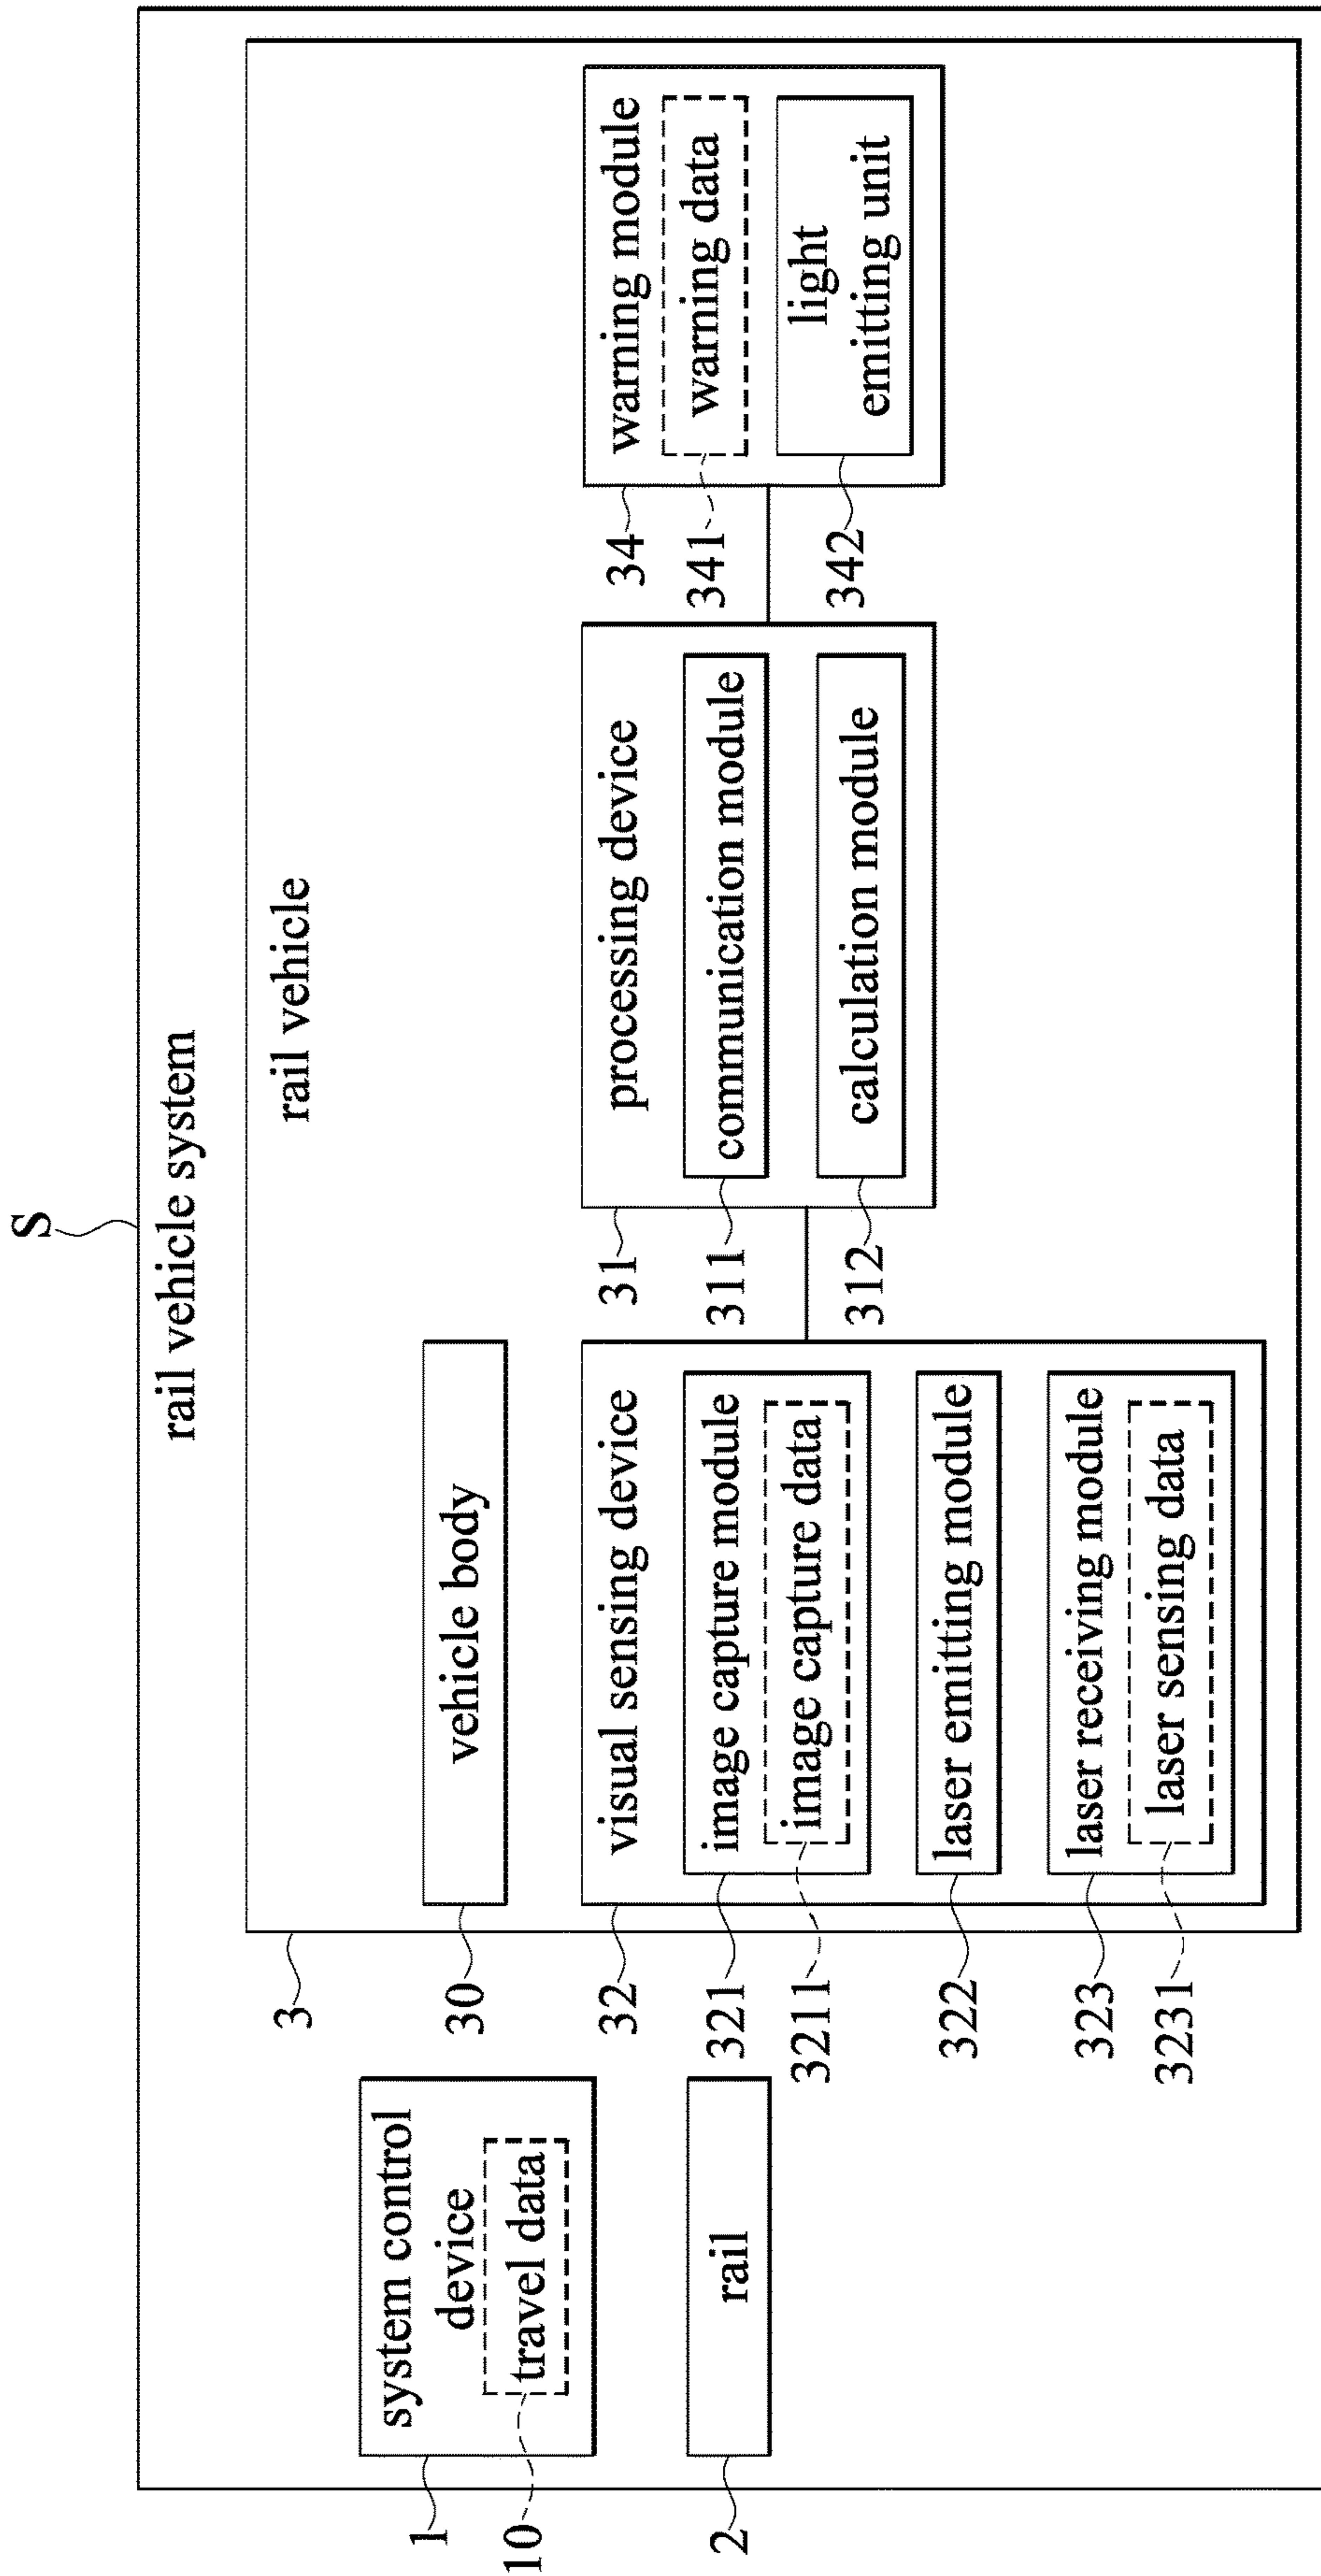 S
rail vehicle system
1
system control
device
10
travel data
2
rail
3
rail vehicle
30
vehicle body
32
visual sensing device
321
image capture module
3211
image capture data
322
laser emitting module
323
laser receiving module
3231
laser sensing data
31
processing device
311
communication module
312
calculation module
34
warning module
341
warning data
342
light
emitting unit